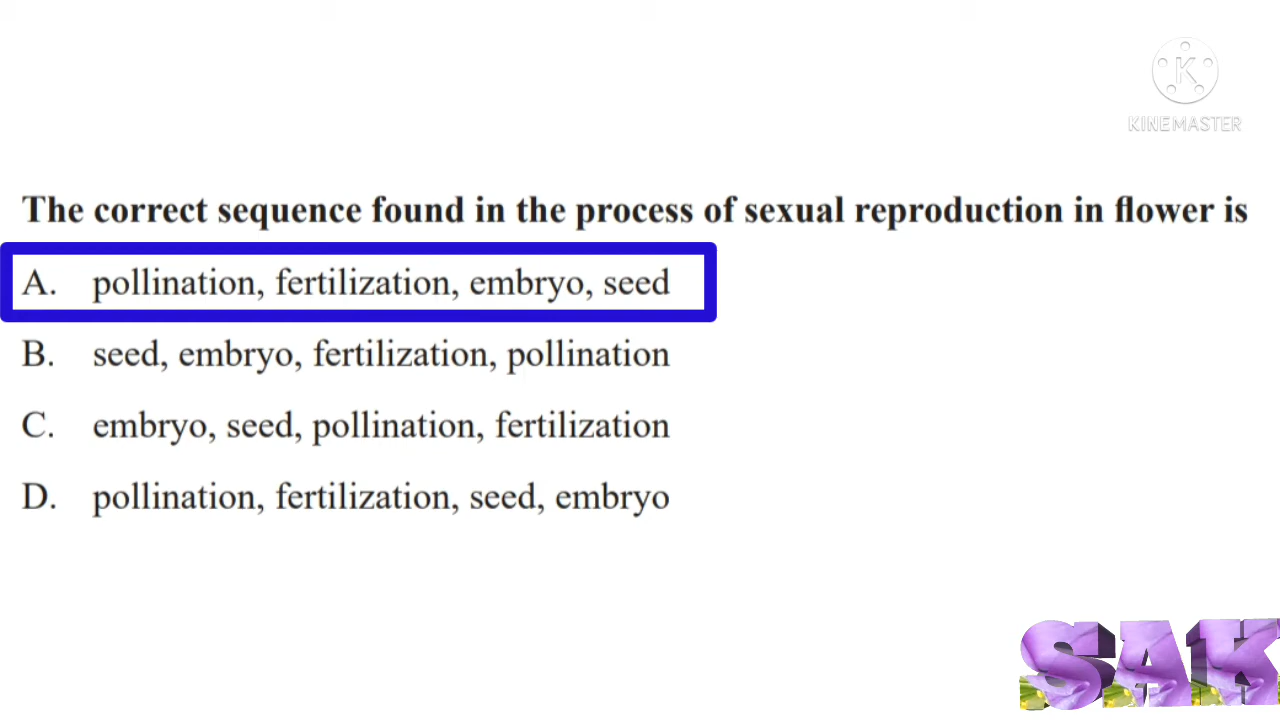 KINEMASTER
The correct sequence found in the process of sexual reproduction in flower is
A. pollination, fertilization, embryo, seed
B. seed, embryo, fertilization, pollination
C. embryo, seed, pollination, fertilization
D. pollination, fertilization, seed, embryo
SAK